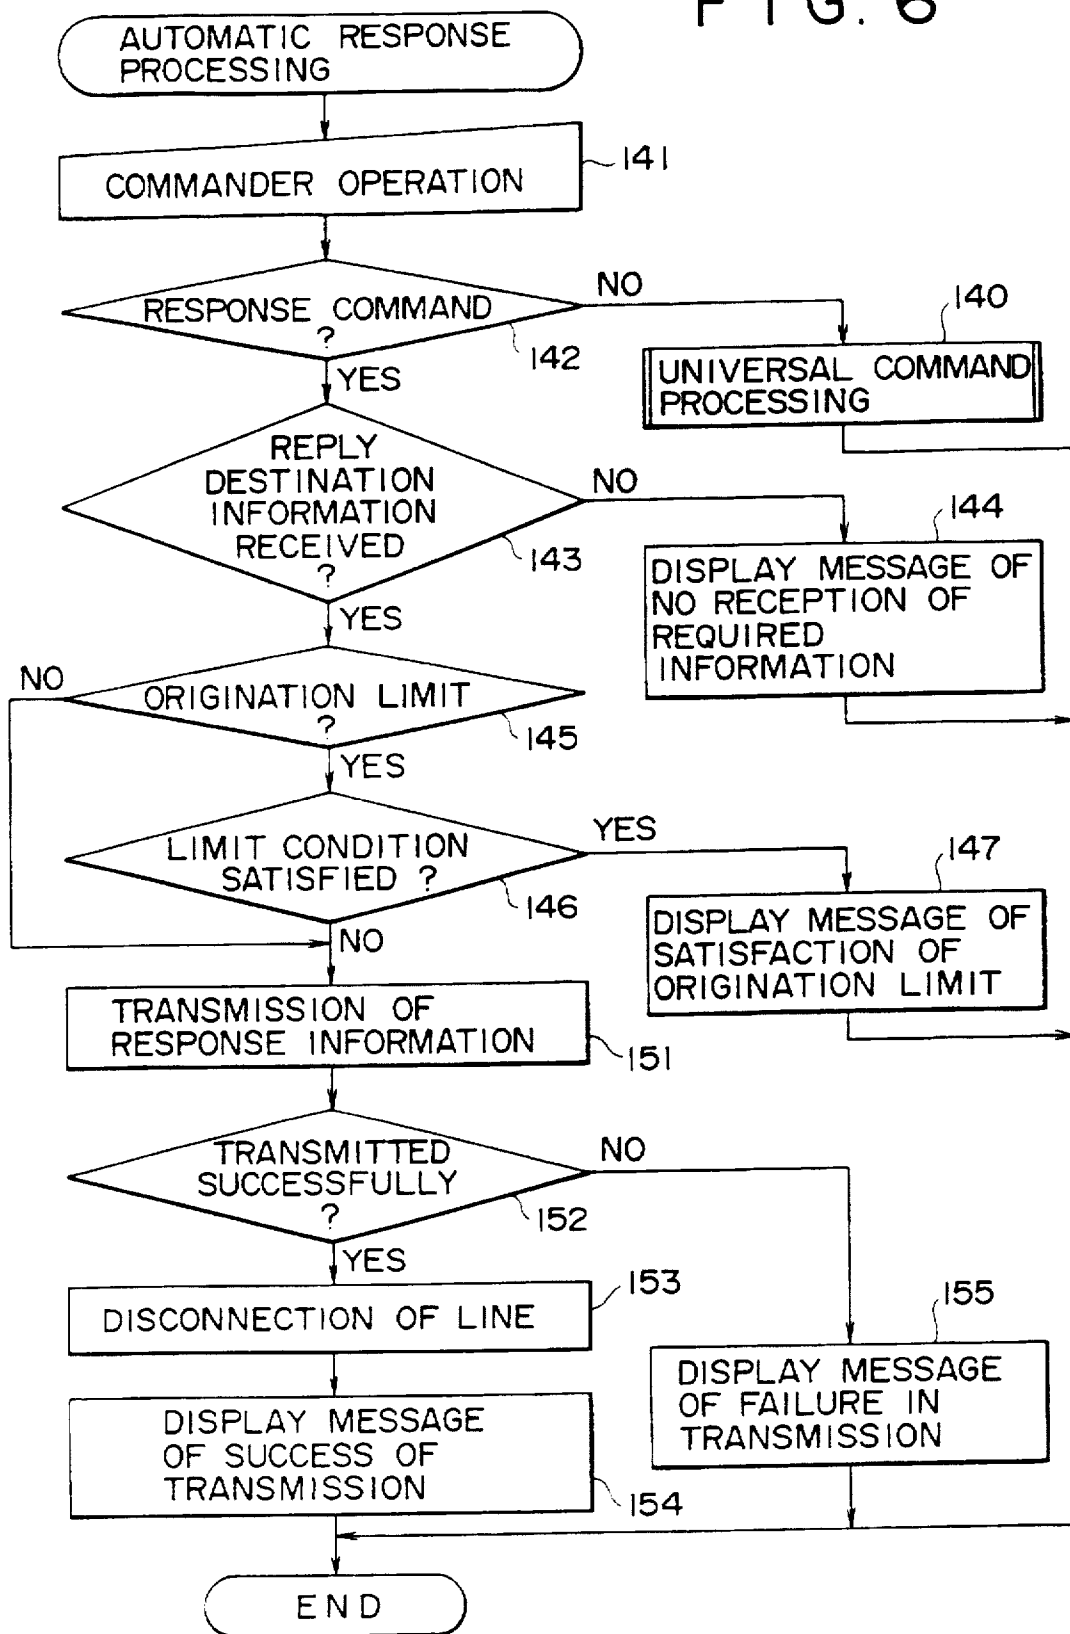 FIG. 6
AUTOMATIC RESPONSE
PROCESSING
141
COMMANDER OPERATION
RESPONSE COMMAND
?
142
NO
YES
140
UNIVERSAL COMMAND
PROCESSING
REPLY
DESTINATION
INFORMATION
RECEIVED
?
143
NO
YES
144
DISPLAY MESSAGE OF
NO RECEPTION OF
REQUIRED
INFORMATION
NO
ORIGINATION LIMIT
?
145
YES
LIMIT CONDITION
SATISFIED ?
146
YES
NO
147
DISPLAY MESSAGE OF
SATISFACTION OF
ORIGINATION LIMIT
TRANSMISSION OF
RESPONSE INFORMATION
151
TRANSMITTED
SUCCESSFULLY
?
152
NO
YES
153
DISCONNECTION OF LINE
155
DISPLAY MESSAGE
OF FAILURE IN
TRANSMISSION
DISPLAY MESSAGE
OF SUCCESS OF
TRANSMISSION
154
END